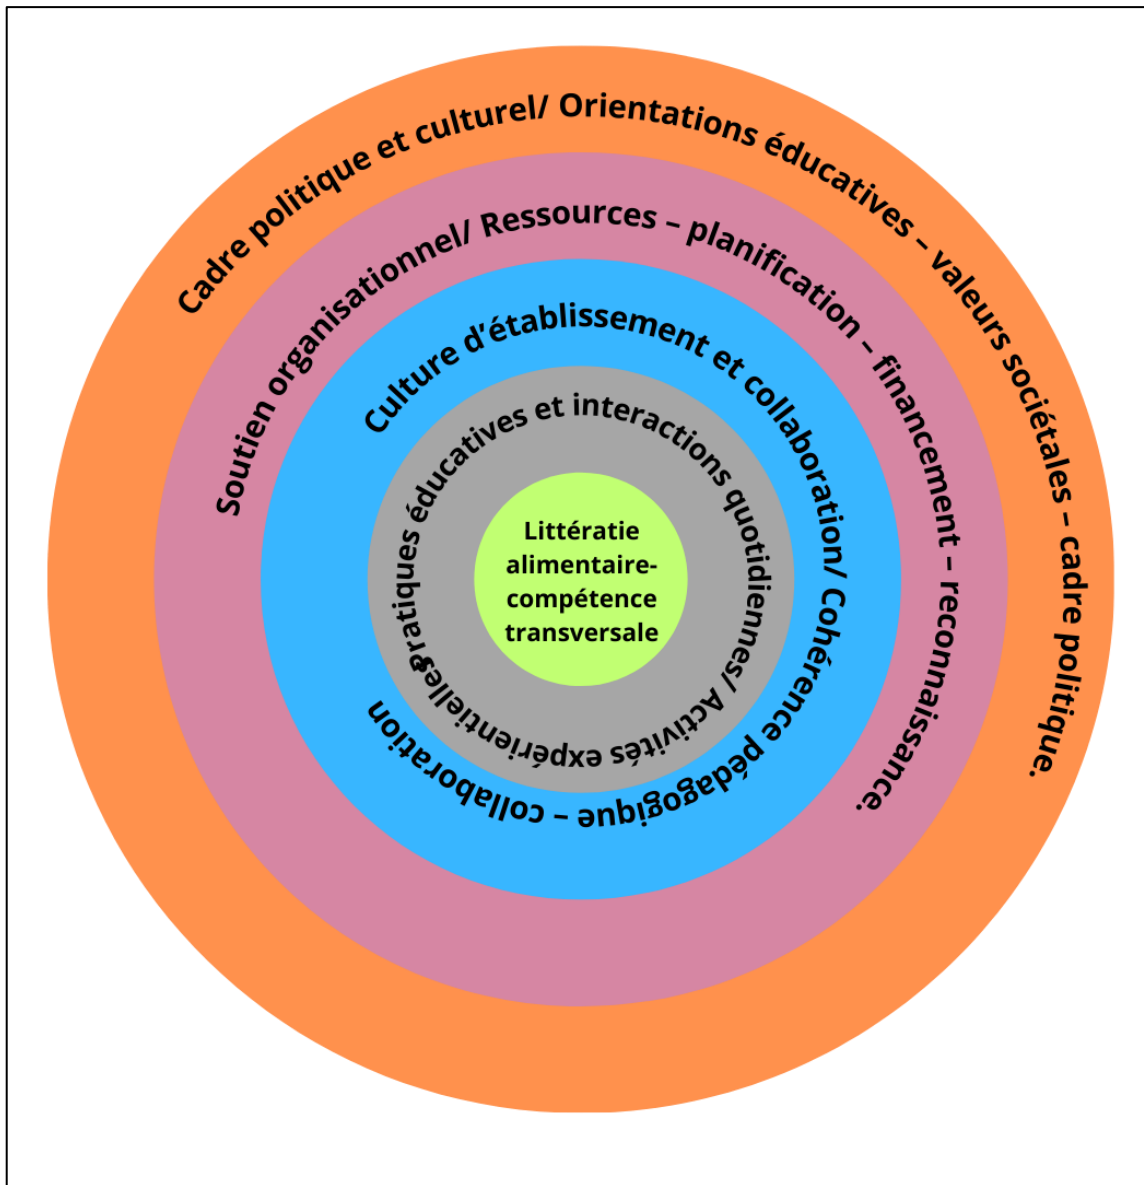 Cadre politique et culturel/ Orientations éducatives – valeurs sociétales – cadre politique.
Soutien organisationnel/ Ressources – planification – financement – reconnaissance.
Culture d’établissement et collaboration/ Cohérence pédagogique – collaboration
Pratiques éducatives et interactions quotidiennes/ Activités expérientielles
Littératie
alimentaire-
compétence
transversale